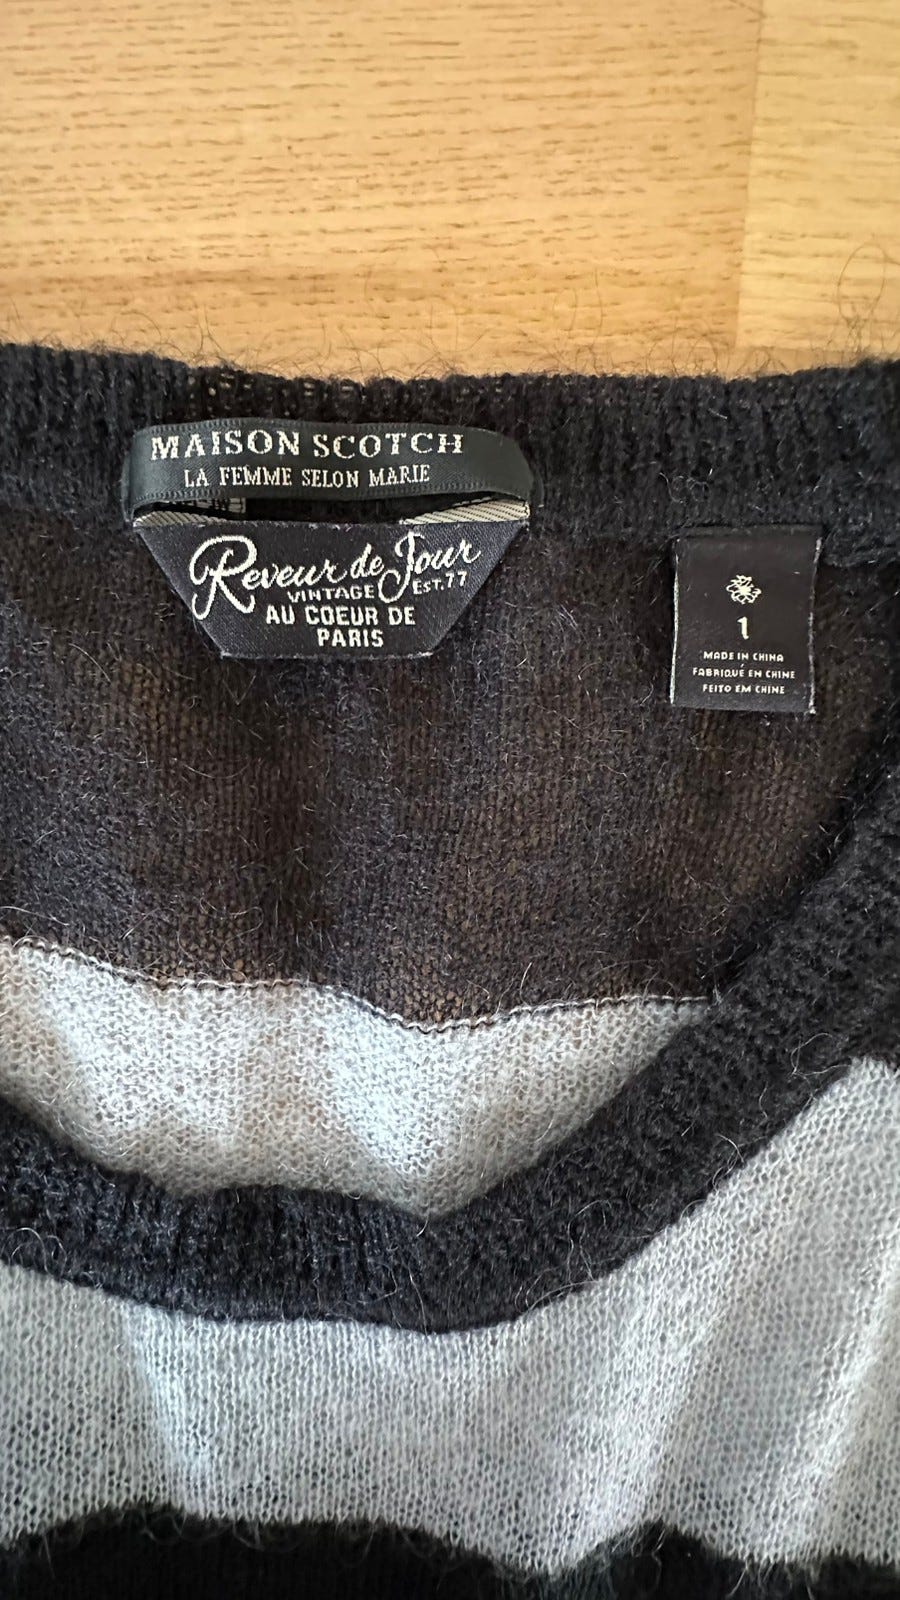 MAISON SCOTCH
LA FEMME SELON MARIE
Reveur de Jour
VINTAGE EST.77
AU COEUR DE
PARIS
1
MADE IN CHINA
FABRIQUÉ EN CHINE
FEITO EM CHINE